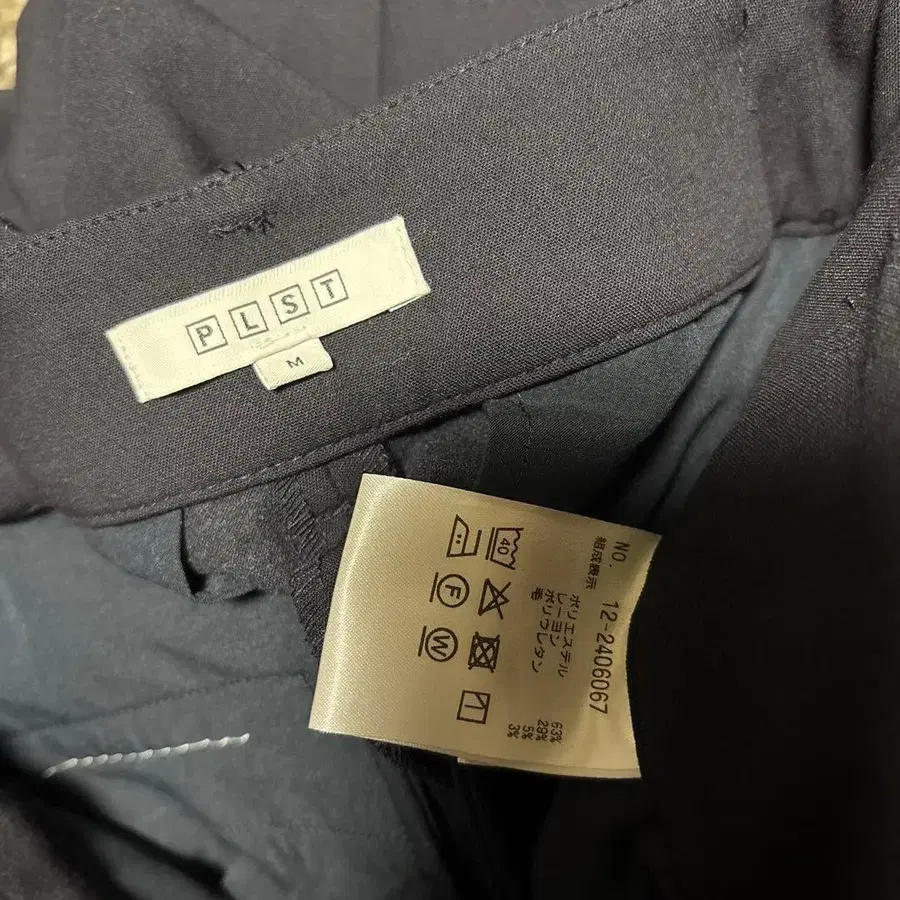 PLST
M
NO. 12-2406067
組成表示
ポリエステル 63%
レーヨン 29%
ポリウレタン 5%
毛 3%
40
F
W